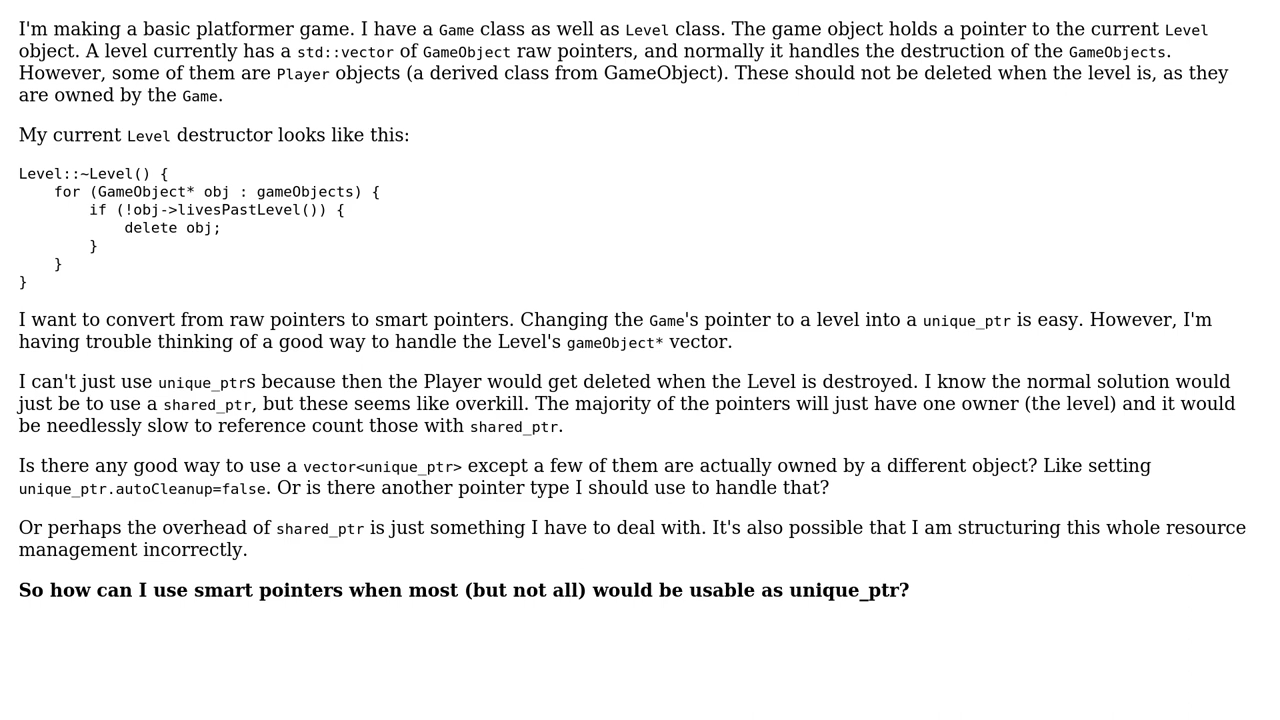 I'm making a basic platformer game. I have a Game class as well as Level class. The game object holds a pointer to the current Level
object. A level currently has a std::vector of GameObject raw pointers, and normally it handles the destruction of the GameObjects.
However, some of them are Player objects (a derived class from GameObject). These should not be deleted when the level is, as they
are owned by the Game.
My current Level destructor looks like this:
Level::~Level() {
    for (GameObject* obj : gameObjects) {
        if (!obj->livesPastLevel()) {
            delete obj;
        }
    }
}
I want to convert from raw pointers to smart pointers. Changing the Game's pointer to a level into a unique_ptr is easy. However, I'm
having trouble thinking of a good way to handle the Level's gameObject* vector.
I can't just use unique_ptrs because then the Player would get deleted when the Level is destroyed. I know the normal solution would
just be to use a shared_ptr, but these seems like overkill. The majority of the pointers will just have one owner (the level) and it would
be needlessly slow to reference count those with shared_ptr.
Is there any good way to use a vector<unique_ptr> except a few of them are actually owned by a different object? Like setting
unique_ptr.autoCleanup=false. Or is there another pointer type I should use to handle that?
Or perhaps the overhead of shared_ptr is just something I have to deal with. It's also possible that I am structuring this whole resource
management incorrectly.
So how can I use smart pointers when most (but not all) would be usable as unique_ptr?